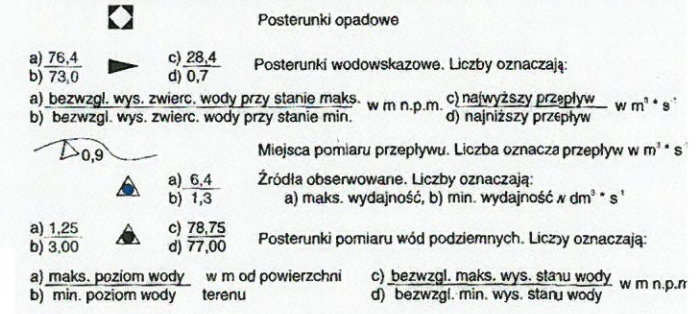 Posterunki opadowe
a) 76,4 c) 28,4 Posterunki wodowskazowe. Liczby oznaczają:
b) 73,0 d) 0,7
a) bezwzgl. wys. zwierc. wody przy stanie maks. w m n.p.m. c) najwyższy przepływ w m³ * s¹
b) bezwzgl. wys. zwierc. wody przy stanie min. d) najniższy przepływ
0,9 Miejsca pomiaru przepływu. Liczba oznacza przepływ w m³ * s¹
a) 6,4 Źródła obserwowane. Liczby oznaczają:
b) 1,3 a) maks. wydajność, b) min. wydajność w dm³ * s¹
a) 1,25 c) 78,75 Posterunki pomiaru wód podziemnych. Liczby oznaczają:
b) 3,00 d) 77,00
a) maks. poziom wody w m od powierzchni c) bezwzgl. maks. wys. stanu wody w m n.p.m
b) min. poziom wody terenu d) bezwzgl. min. wys. stanu wody